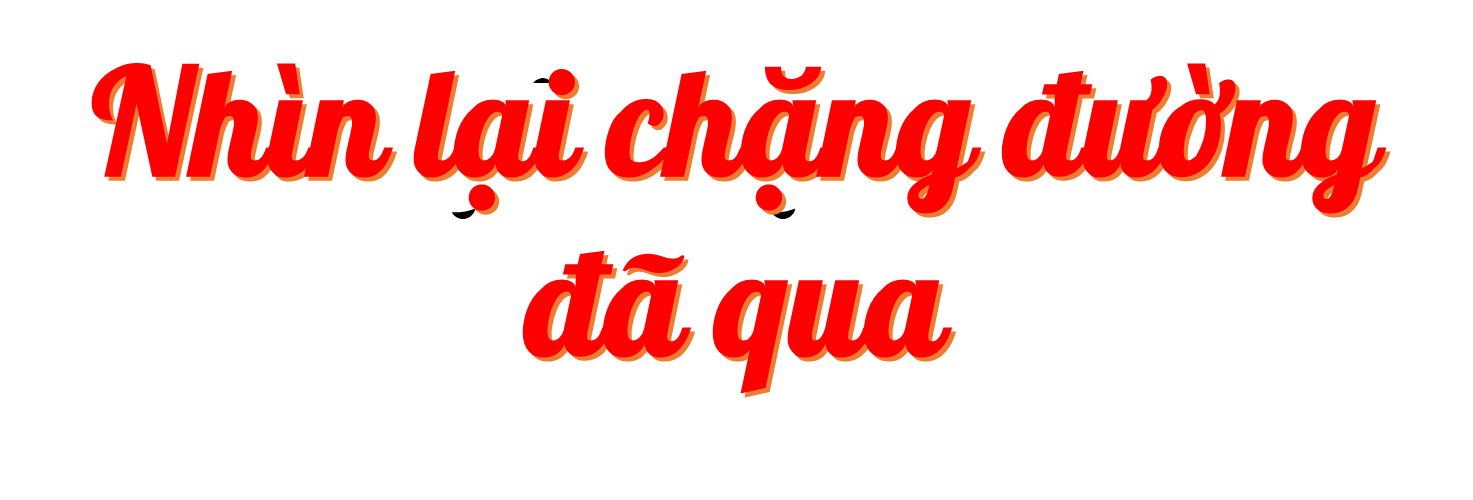 Nhìn lại chặng đường
đã qua